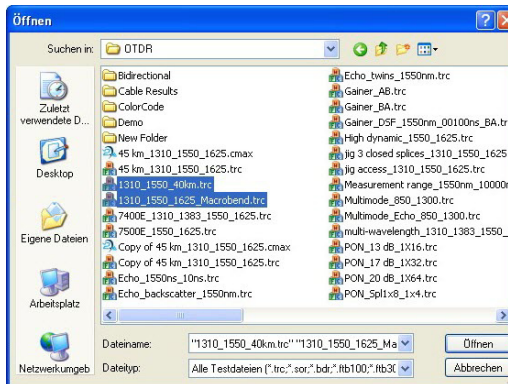 Öffnen
Suchen in:
OTDR
Zuletzt
verwendete D...
Desktop
Eigene Dateien
Arbeitsplatz
Netzwerkumgeb
Bidirectional
Cable Results
ColorCode
Demo
New Folder
45 km_1310_1550_1625.cmax
45 km_1310_1550_1625.trc
1310_1550_40km.trc
1310_1550_1625_Macrobend.trc
7400E_1310_1383_1550_1625.trc
7500E_1550_1625.trc
Copy of 45 km_1310_1550_1625.cmax
Copy of 45 km_1310_1550_1625.trc
Echo_1550ns_10ns.trc
Echo_backscatter_1550nm.trc
Echo_twins_1550nm.trc
Gainer_AB.trc
Gainer_BA.trc
Gainer_DSF_1550nm_00100ns_BA.tr
High dynamic_1550_1625.trc
jig 3 closed splices_1310_1550_1625
jig access_1310_1550_1625.trc
Measurement range_1550nm_10000r
Multimode_850_1300.trc
Multimode_Echo_850_1300.trc
multi-wavelength_1310_1383_1550_
PON_13 dB_1X16.trc
PON_17 dB_1X32.trc
PON_20 dB_1X64.trc
PON_Spl1x8_1x4.trc
Dateiname:
"1310_1550_40km.trc" "1310_1550_1625_Ma
Öffnen
Dateityp:
Alle Testdateien (*.trc;*.sor;*.bdr;*.ftb100;*.ftb30
Abbrechen